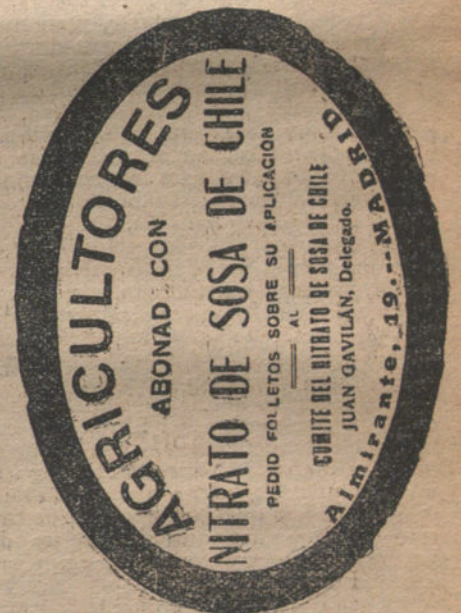 AGRICULTORES
ABONAD CON
NITRATO DE SOSA DE CHILE
PEDID FOLLETOS SOBRE SU APLICACIÓN
AL
COMITE DEL NITRATO DE SOSA DE CHILE
JUAN GAVILÁN, Delegado.
Almirante, 19.--MADRID